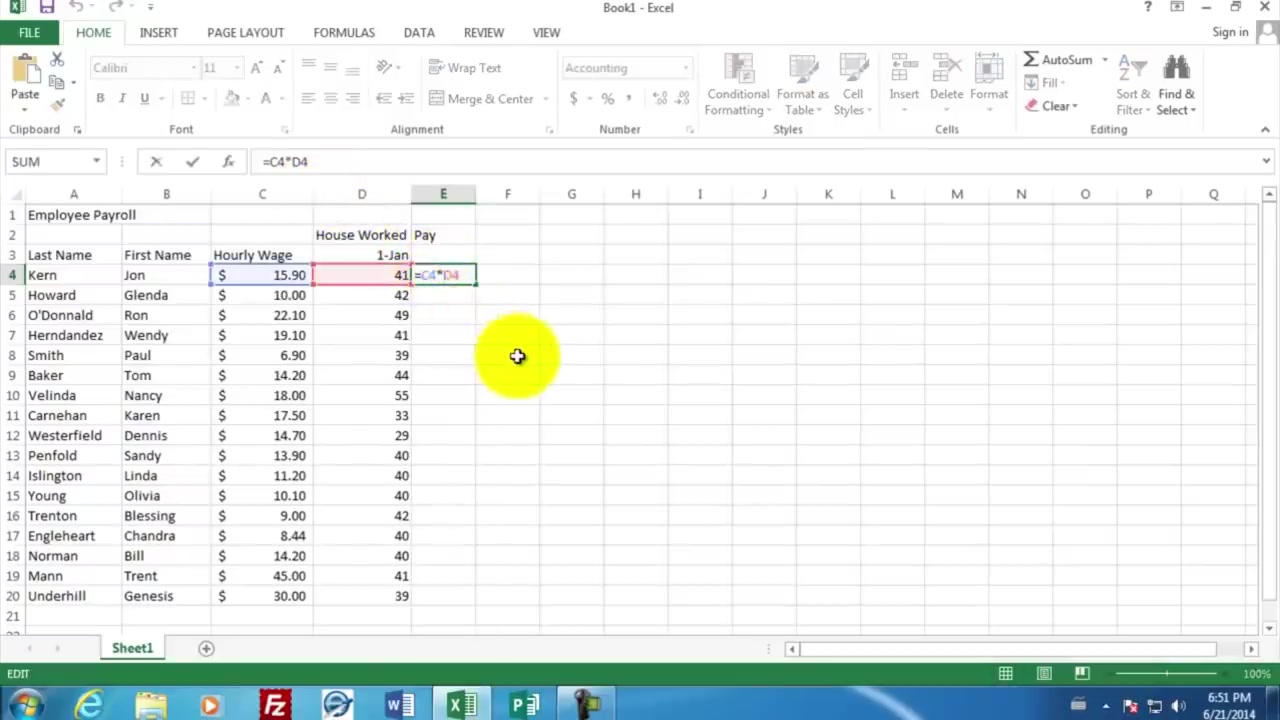 Book1 - Excel
?
FILE HOME INSERT PAGE LAYOUT FORMULAS DATA REVIEW VIEW Sign in
Calibri 11 Wrap Text Accounting AutoSum
Paste B I U Merge & Center $ % , Conditional Formatting Format as Table Cell Styles Insert Delete Format Fill Clear Sort & Filter Find & Select
Clipboard Font Alignment Number Styles Cells Editing
SUM fx =C4*D4
A B C D E F G H I J K L M N O P Q
1 Employee Payroll
2 House Worked Pay
3 Last Name First Name Hourly Wage 1-Jan
4 Kern Jon $ 15.90 41 =C4*D4
5 Howard Glenda $ 10.00 42
6 O'Donnald Ron $ 22.10 49
7 Herndandez Wendy $ 19.10 41
8 Smith Paul $ 6.90 39
9 Baker Tom $ 14.20 44
10 Velinda Nancy $ 18.00 55
11 Carnehan Karen $ 17.50 33
12 Westerfield Dennis $ 14.70 29
13 Penfold Sandy $ 13.90 40
14 Islington Linda $ 11.20 40
15 Young Olivia $ 10.10 40
16 Trenton Blessing $ 9.00 42
17 Engleheart Chandra $ 8.44 40
18 Norman Bill $ 14.20 40
19 Mann Trent $ 45.00 41
20 Underhill Genesis $ 30.00 39
21
Sheet1
EDIT 100%
6:51 PM
6/21/2014